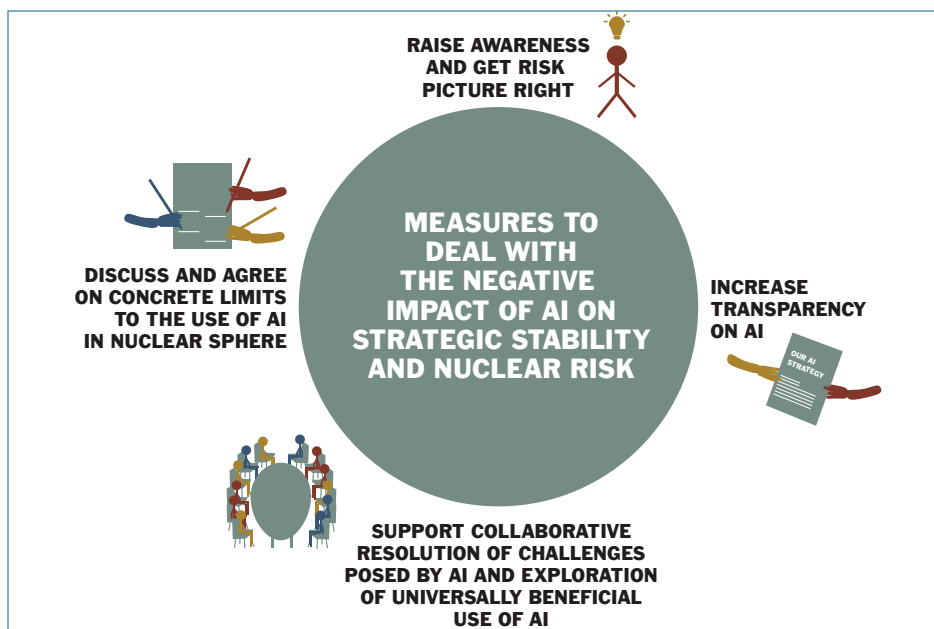 RAISE AWARENESS
AND GET RISK
PICTURE RIGHT
MEASURES TO
DEAL WITH
THE NEGATIVE
IMPACT OF AI ON
STRATEGIC STABILITY
AND NUCLEAR RISK
INCREASE
TRANSPARENCY
ON AI
OUR AI
STRATEGY
SUPPORT COLLABORATIVE
RESOLUTION OF CHALLENGES
POSED BY AI AND EXPLORATION
OF UNIVERSALLY BENEFICIAL
USE OF AI
DISCUSS AND AGREE
ON CONCRETE LIMITS
TO THE USE OF AI
IN NUCLEAR SPHERE